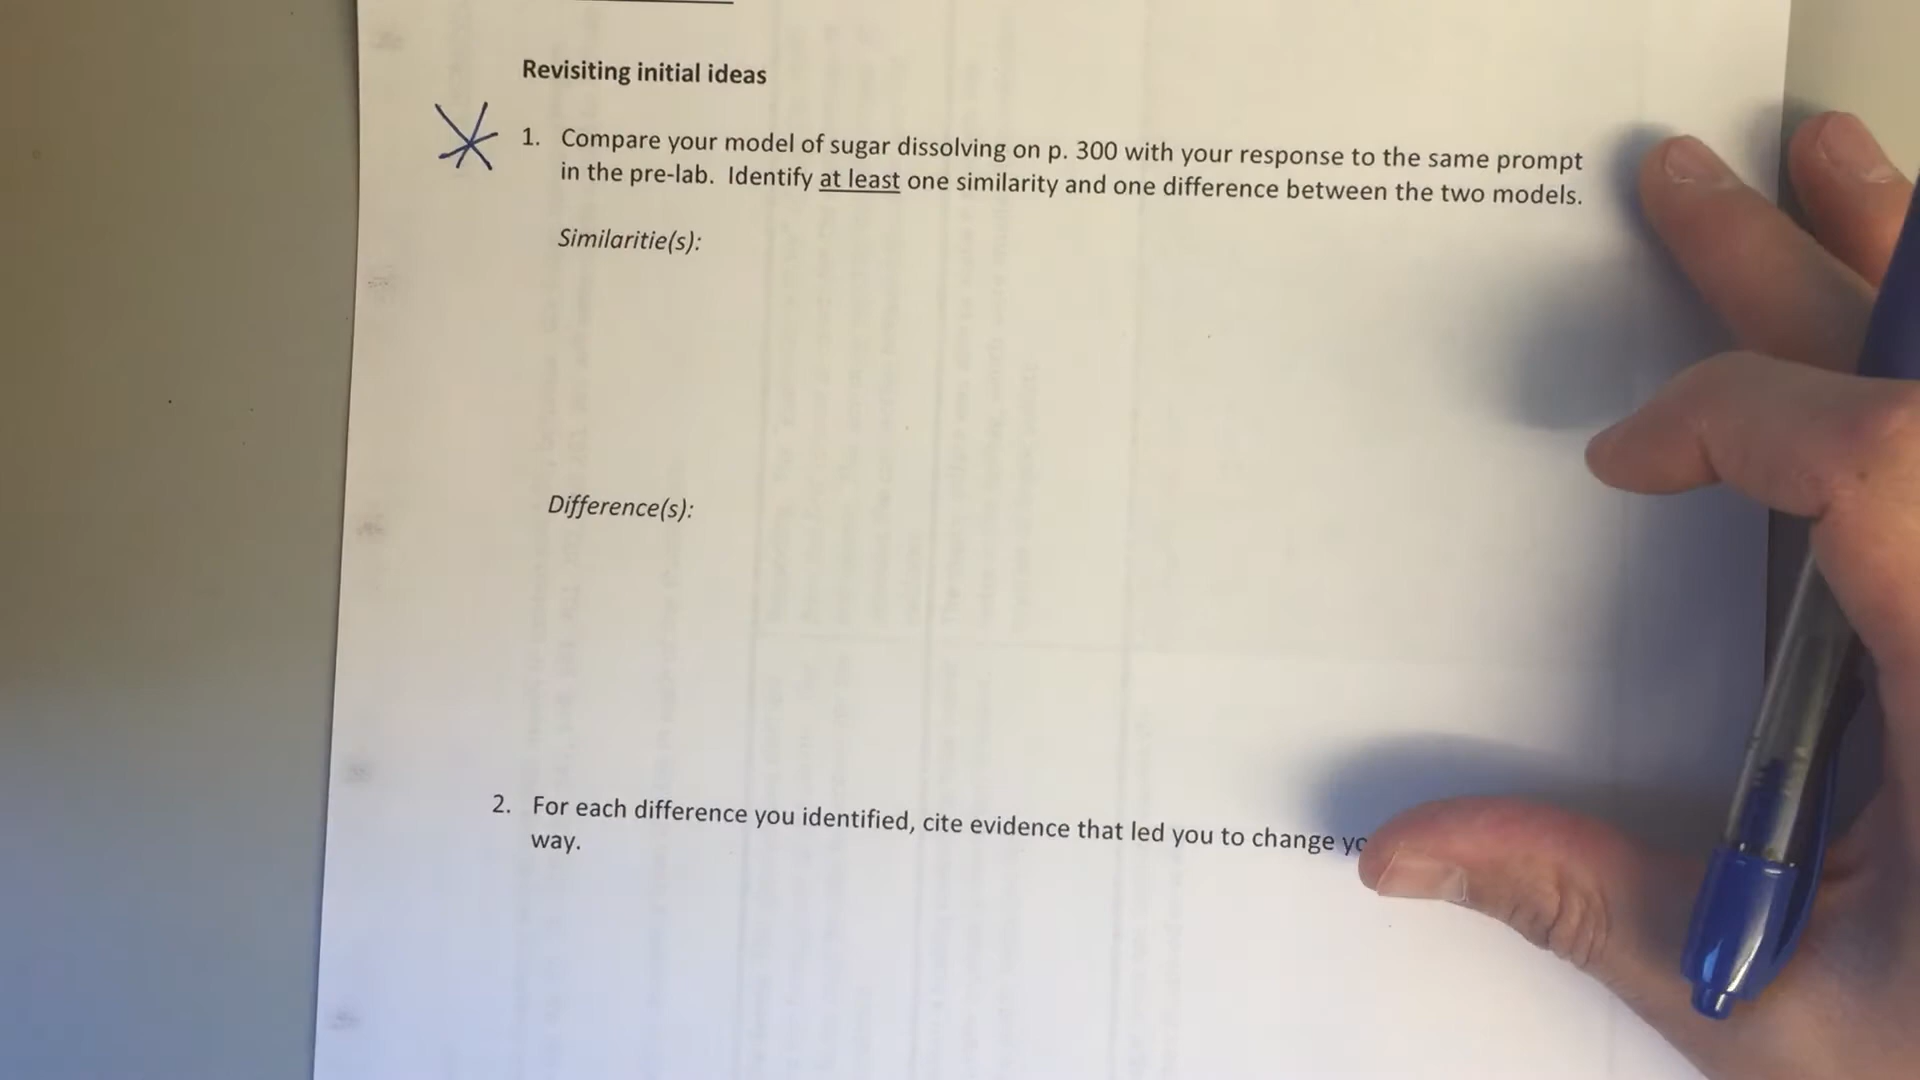 Revisiting initial ideas
1. Compare your model of sugar dissolving on p. 300 with your response to the same prompt
in the pre-lab. Identify at least one similarity and one difference between the two models.
Similaritie(s):
Difference(s):
2. For each difference you identified, cite evidence that led you to change
way.